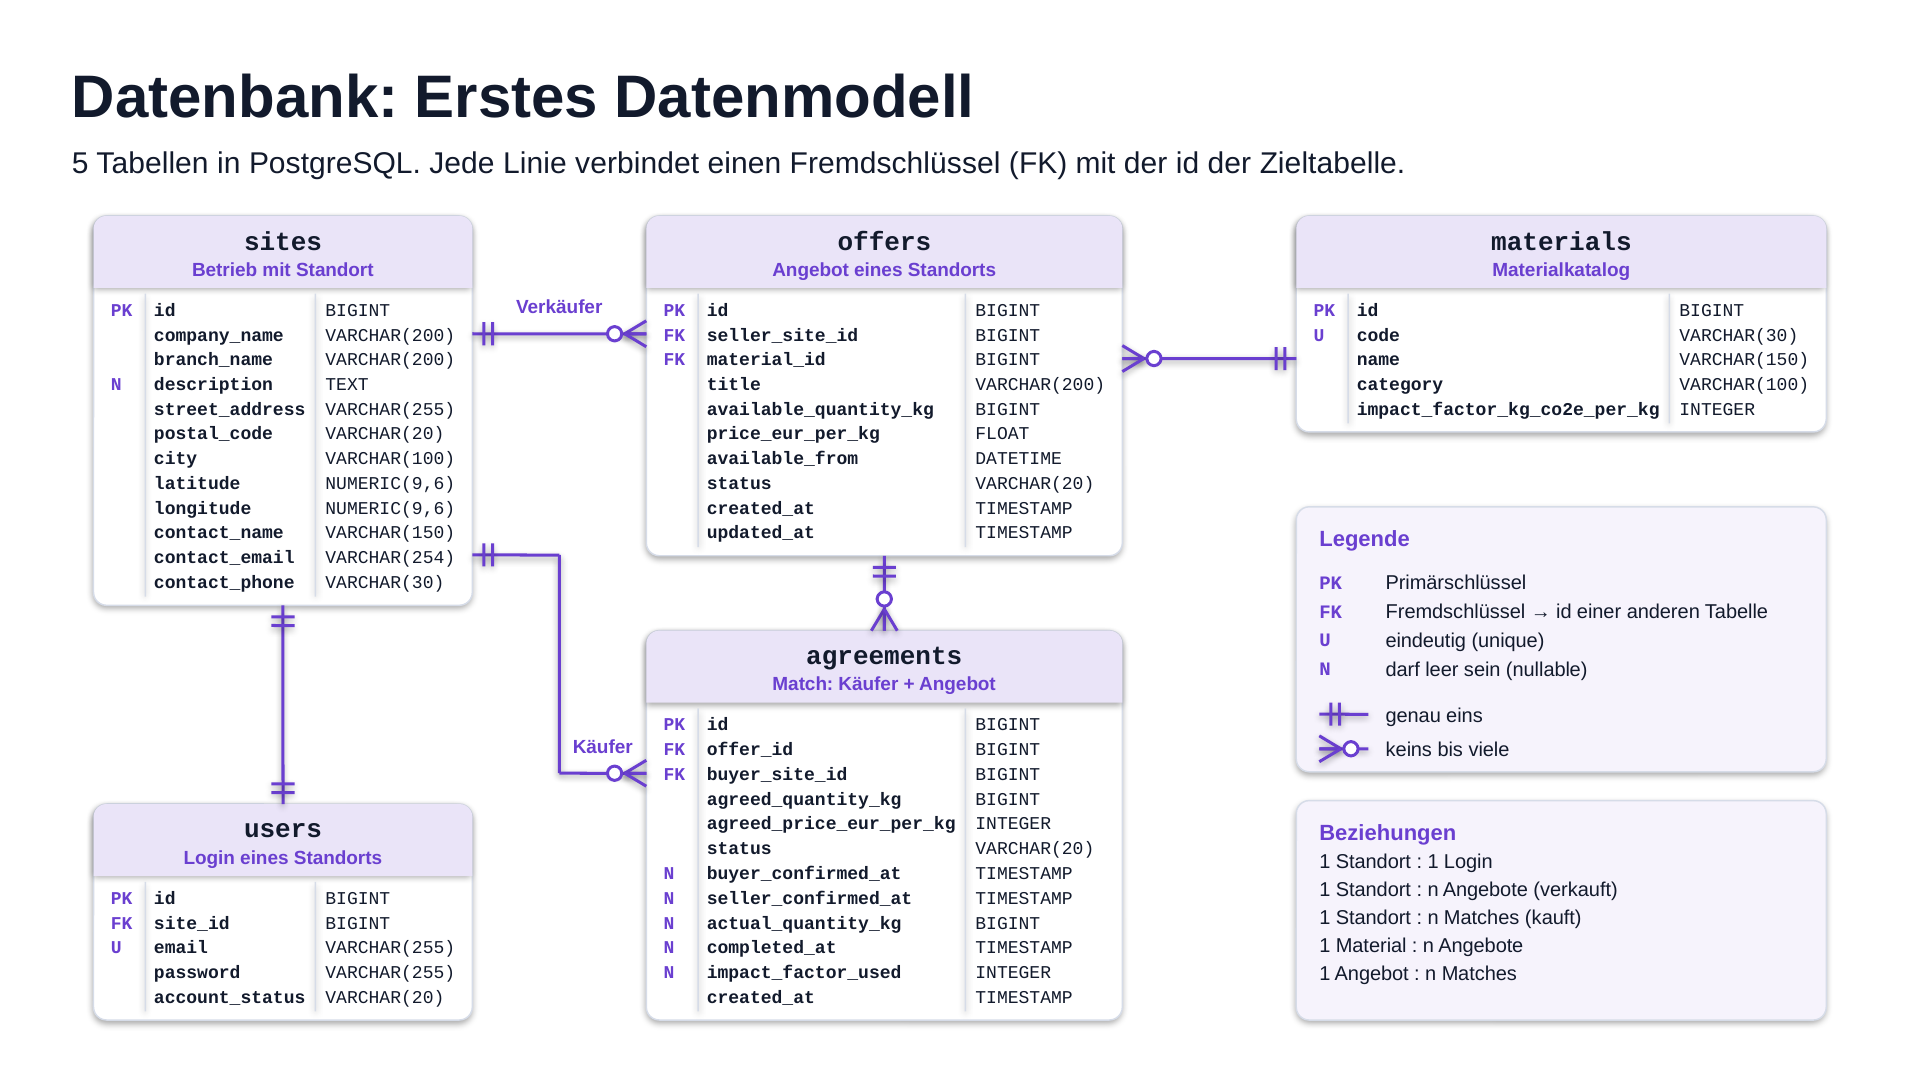 Datenbank: Erstes Datenmodell
5 Tabellen in PostgreSQL. Jede Linie verbindet einen Fremdschlüssel (FK) mit der id der Zieltabelle.
sites
Betrieb mit Standort
PK id BIGINT
company_name VARCHAR(200)
branch_name VARCHAR(200)
N description TEXT
street_address VARCHAR(255)
postal_code VARCHAR(20)
city VARCHAR(100)
latitude NUMERIC(9,6)
longitude NUMERIC(9,6)
contact_name VARCHAR(150)
contact_email VARCHAR(254)
contact_phone VARCHAR(30)
Verkäufer
offers
Angebot eines Standorts
PK id BIGINT
FK seller_site_id BIGINT
FK material_id BIGINT
title VARCHAR(200)
available_quantity_kg BIGINT
price_eur_per_kg FLOAT
available_from DATETIME
status VARCHAR(20)
created_at TIMESTAMP
updated_at TIMESTAMP
materials
Materialkatalog
PK id BIGINT
U code VARCHAR(30)
name VARCHAR(150)
category VARCHAR(100)
impact_factor_kg_co2e_per_kg INTEGER
users
Login eines Standorts
PK id BIGINT
FK site_id BIGINT
U email VARCHAR(255)
password VARCHAR(255)
account_status VARCHAR(20)
Käufer
agreements
Match: Käufer + Angebot
PK id BIGINT
FK offer_id BIGINT
FK buyer_site_id BIGINT
agreed_quantity_kg BIGINT
agreed_price_eur_per_kg INTEGER
status VARCHAR(20)
N buyer_confirmed_at TIMESTAMP
N seller_confirmed_at TIMESTAMP
N actual_quantity_kg BIGINT
N completed_at TIMESTAMP
N impact_factor_used INTEGER
created_at TIMESTAMP
Legende
PK Primärschlüssel
FK Fremdschlüssel → id einer anderen Tabelle
U eindeutig (unique)
N darf leer sein (nullable)
genau eins
keins bis viele
Beziehungen
1 Standort : 1 Login
1 Standort : n Angebote (verkauft)
1 Standort : n Matches (kauft)
1 Material : n Angebote
1 Angebot : n Matches